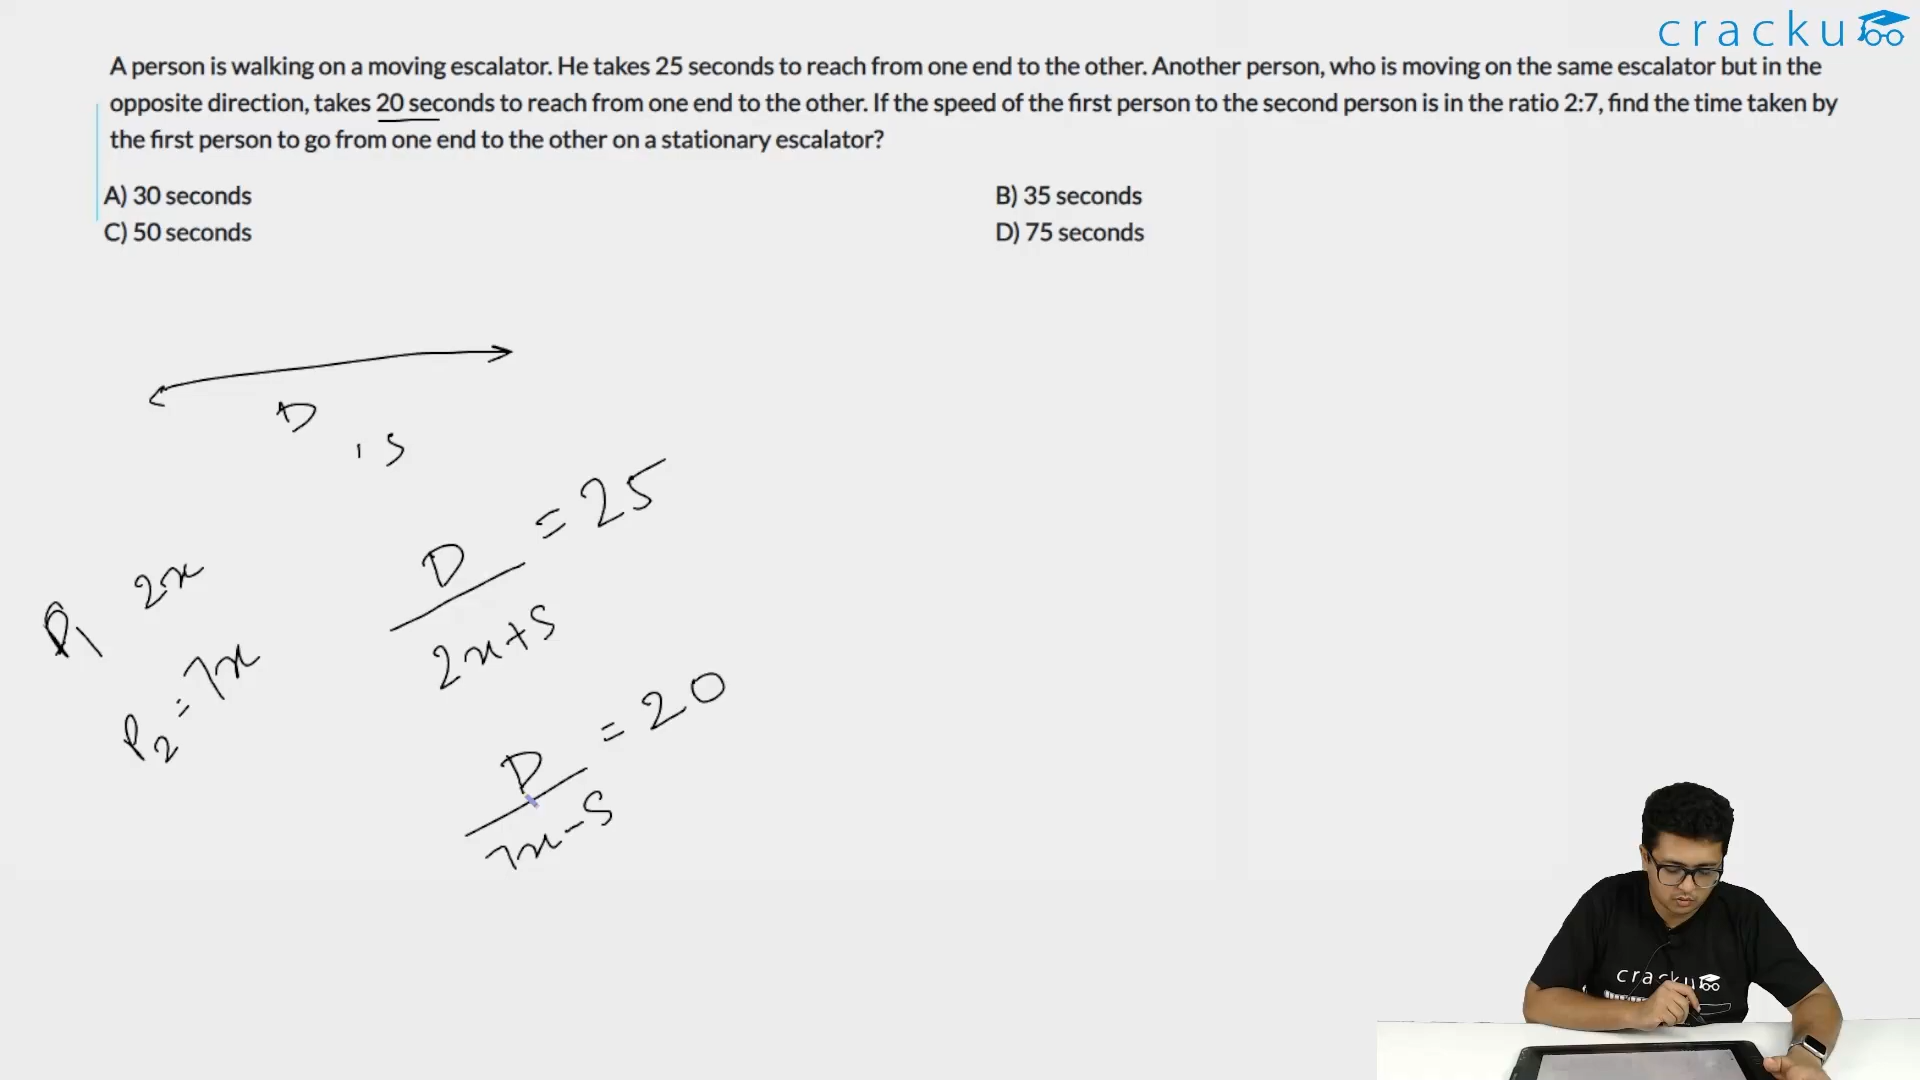 cracku
A person is walking on a moving escalator. He takes 25 seconds to reach from one end to the other. Another person, who is moving on the same escalator but in the
opposite direction, takes 20 seconds to reach from one end to the other. If the speed of the first person to the second person is in the ratio 2:7, find the time taken by
the first person to go from one end to the other on a stationary escalator?
A) 30 seconds
B) 35 seconds
C) 50 seconds
D) 75 seconds
D
, S
D = 25
2x+S
P1 2x
P2 = 7x
D = 20
7x-S
cracku